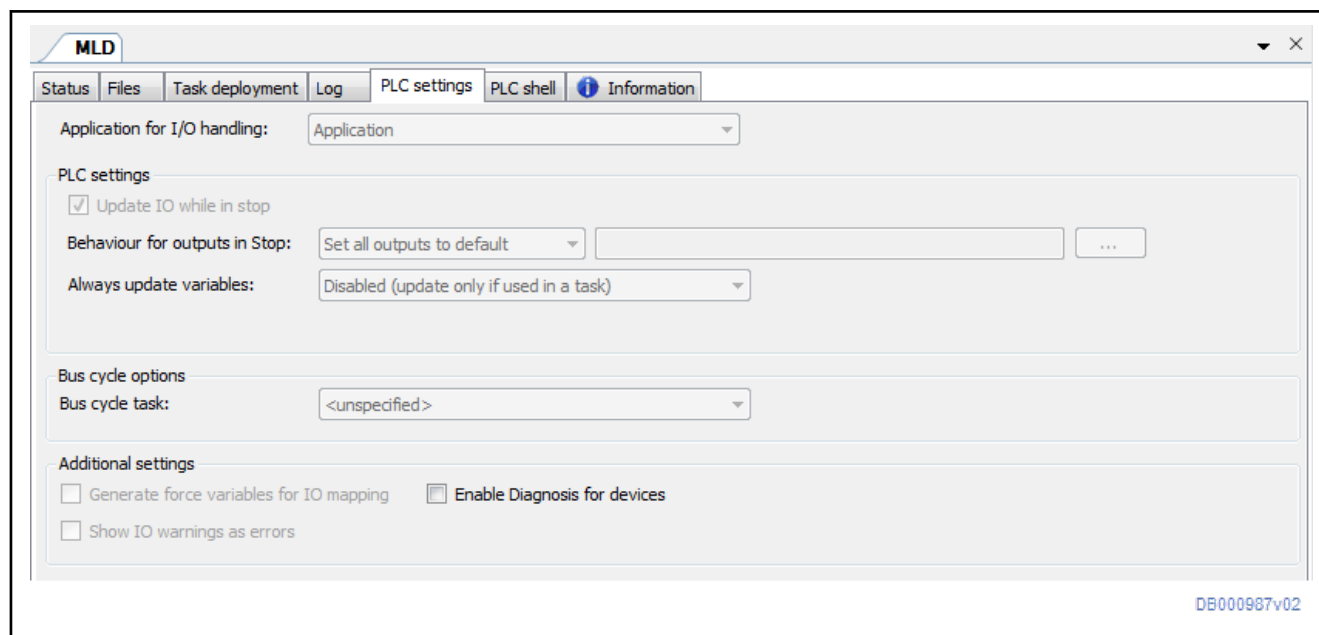 MLD
Status Files Task deployment Log PLC settings PLC shell Information
Application for I/O handling: Application
PLC settings
Update IO while in stop
Behaviour for outputs in Stop: Set all outputs to default ...
Always update variables: Disabled (update only if used in a task)
Bus cycle options
Bus cycle task: <unspecified>
Additional settings
Generate force variables for IO mapping Enable Diagnosis for devices
Show IO warnings as errors
DB000987v02